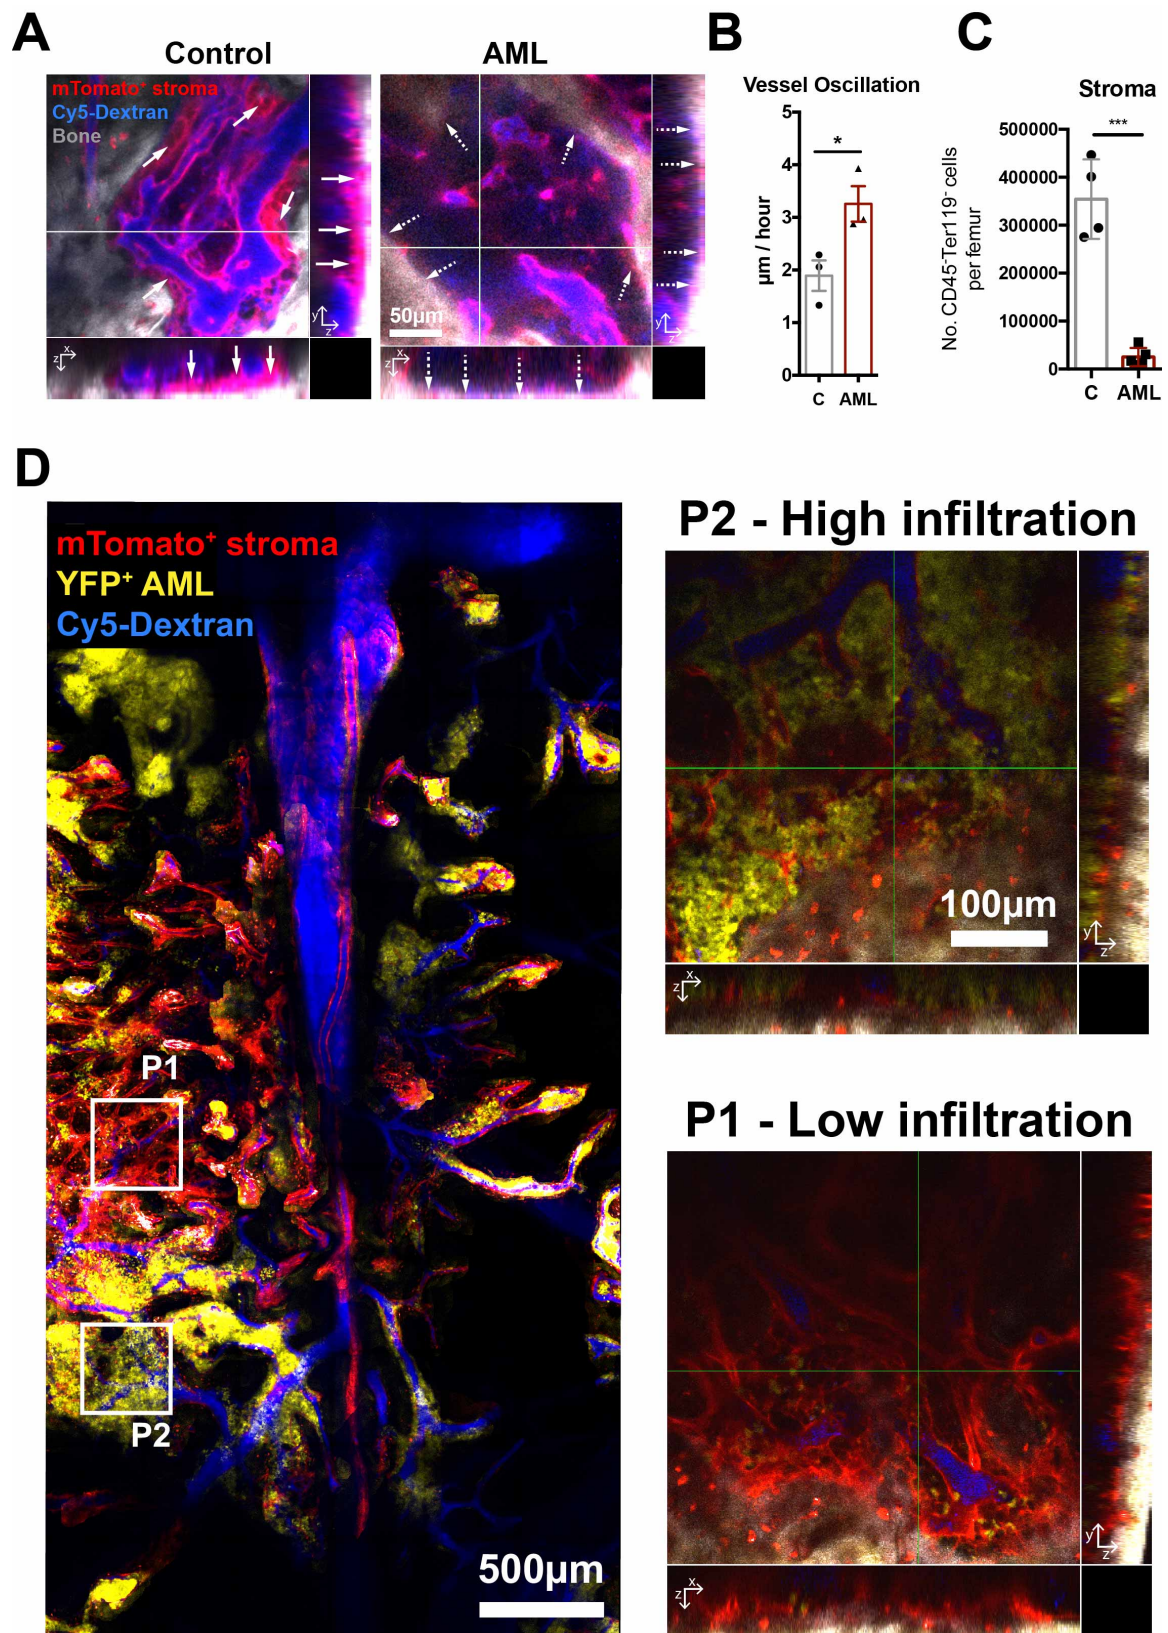 A
Control
AML
mTomato⁺ stroma
Cy5-Dextran
Bone
50µm
y
z
x
z
y
z
x
z
B
Vessel Oscillation
µm / hour
5
4
3
2
1
0
*
C AML
C
Stroma
No. CD45⁻Ter119⁻ cells
per femur
500000
400000
300000
200000
100000
0
***
C AML
D
mTomato⁺ stroma
YFP⁺ AML
Cy5-Dextran
P1
P2
500µm
P2 - High infiltration
100µm
y
z
x
z
P1 - Low infiltration
y
z
x
z